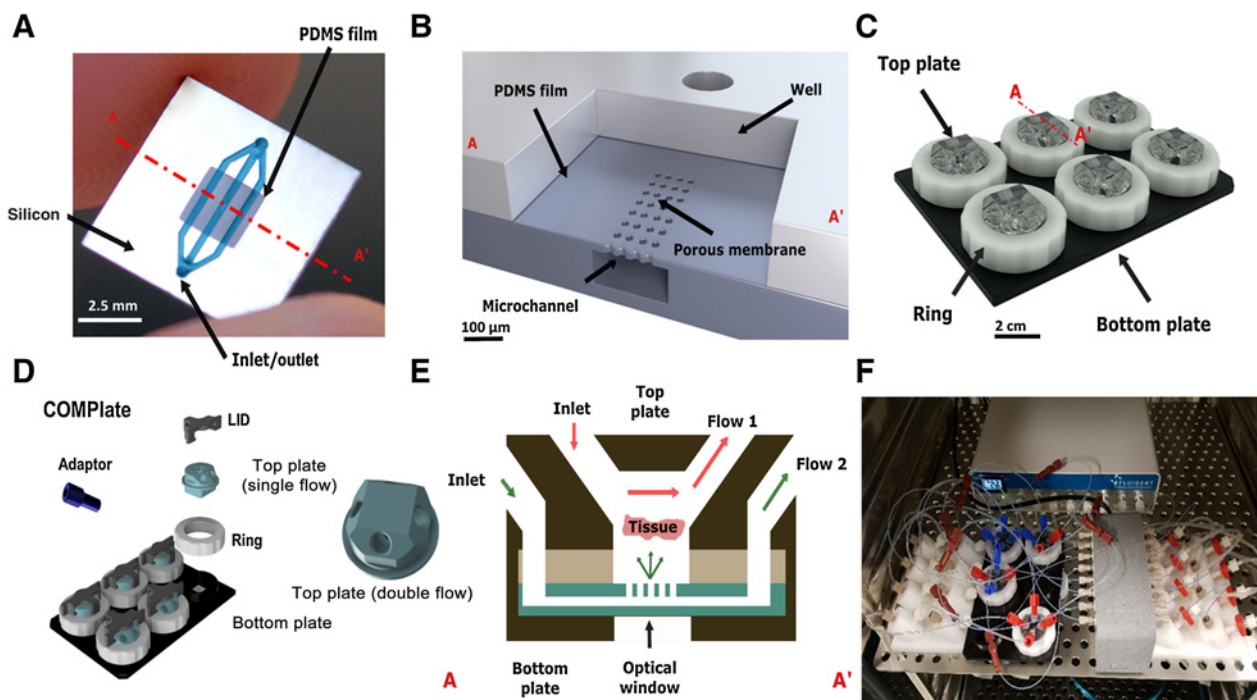 A
PDMS film
A
Silicon
A'
2.5 mm
Inlet/outlet
B
PDMS film
Well
A
A'
Porous membrane
Microchannel
100 µm
C
Top plate
A
A'
Ring
2 cm
Bottom plate
D
COMPlate
LID
Adaptor
Top plate
(single flow)
Ring
Top plate (double flow)
Bottom plate
E
Top
plate
Inlet
Flow 1
Inlet
Flow 2
Tissue
Bottom
plate
Optical
window
A
A'
F
FLUIGENT